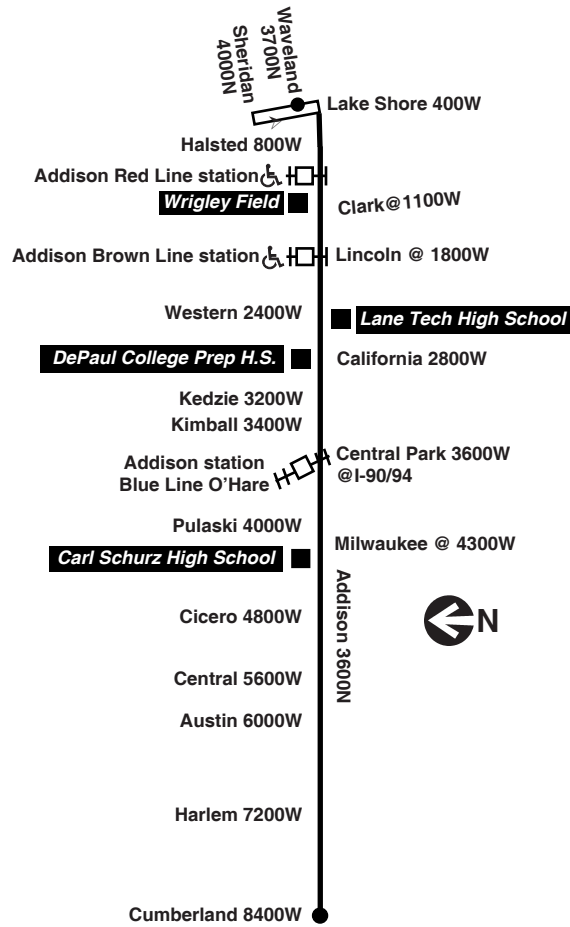 Waveland
3700N
Sheridan
4000N
Lake Shore 400W
Halsted 800W
Addison Red Line station
Wrigley Field
Clark@1100W
Addison Brown Line station
Lincoln @ 1800W
Western 2400W
Lane Tech High School
DePaul College Prep H.S.
California 2800W
Kedzie 3200W
Kimball 3400W
Central Park 3600W
@I-90/94
Addison station
Blue Line O’Hare
Pulaski 4000W
Milwaukee @ 4300W
Carl Schurz High School
Addison 3600N
Cicero 4800W
N
Central 5600W
Austin 6000W
Harlem 7200W
Cumberland 8400W